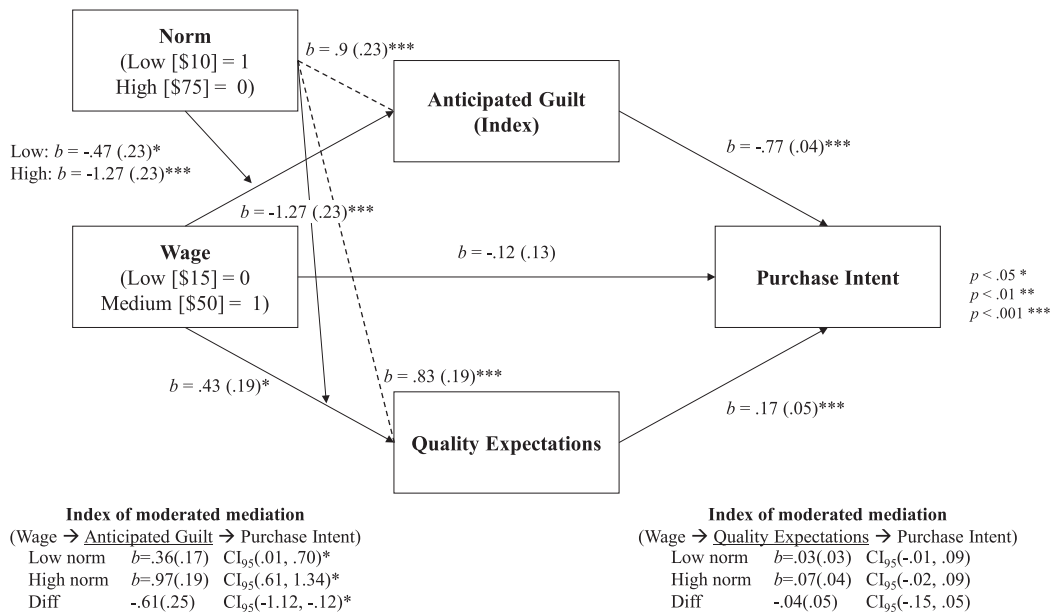 Norm
(Low [$10] = 1
High [$75] = 0)
b = .9 (.23)***
Anticipated Guilt
(Index)
Low: b = -.47 (.23)*
High: b = -1.27 (.23)***
b = -.77 (.04)***
b = -1.27 (.23)***
Wage
(Low [$15] = 0
Medium [$50] = 1)
b = -.12 (.13)
Purchase Intent
p < .05 *
p < .01 **
p < .001 ***
b = .43 (.19)*
b = .83 (.19)***
b = .17 (.05)***
Quality Expectations
Index of moderated mediation
(Wage → Anticipated Guilt → Purchase Intent)
Low norm b=.36(.17) CI95(.01, .70)*
High norm b=.97(.19) CI95(.61, 1.34)*
Diff -.61(.25) CI95(-1.12, -.12)*
Index of moderated mediation
(Wage → Quality Expectations → Purchase Intent)
Low norm b=.03(.03) CI95(-.01, .09)
High norm b=.07(.04) CI95(-.02, .09)
Diff -.04(.05) CI95(-.15, .05)